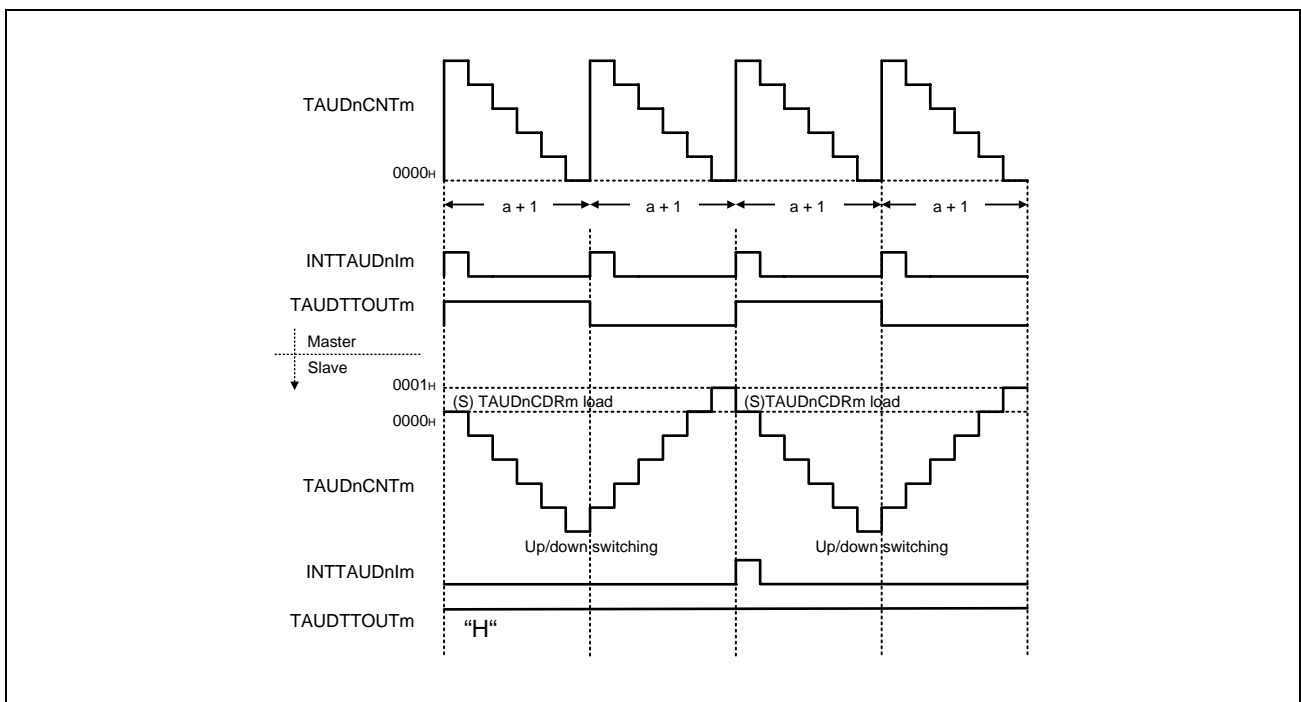 TAUDnCNTm
0000H
a + 1 a + 1 a + 1 a + 1
INTTAUDnIm
TAUDTTOUTm
Master
Slave
0001H
(S) TAUDnCDRm load (S)TAUDnCDRm load
0000H
TAUDnCNTm
Up/down switching Up/down switching
INTTAUDnIm
TAUDTTOUTm
“H“